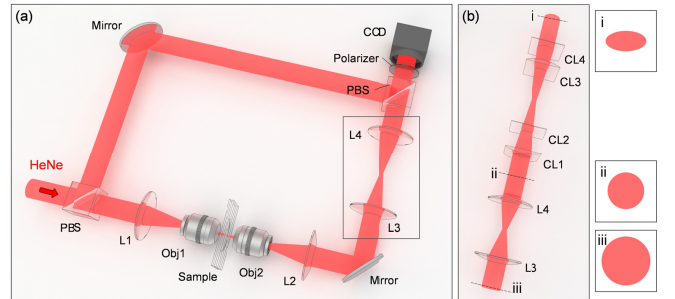 (a)
Mirror
CCD
Polarizer
PBS
L4
HeNe
PBS
L1
Obj1
Sample
Obj2
L2
L3
Mirror
(b)
i
CL4
CL3
CL2
CL1
ii
L4
L3
iii
i
ii
iii